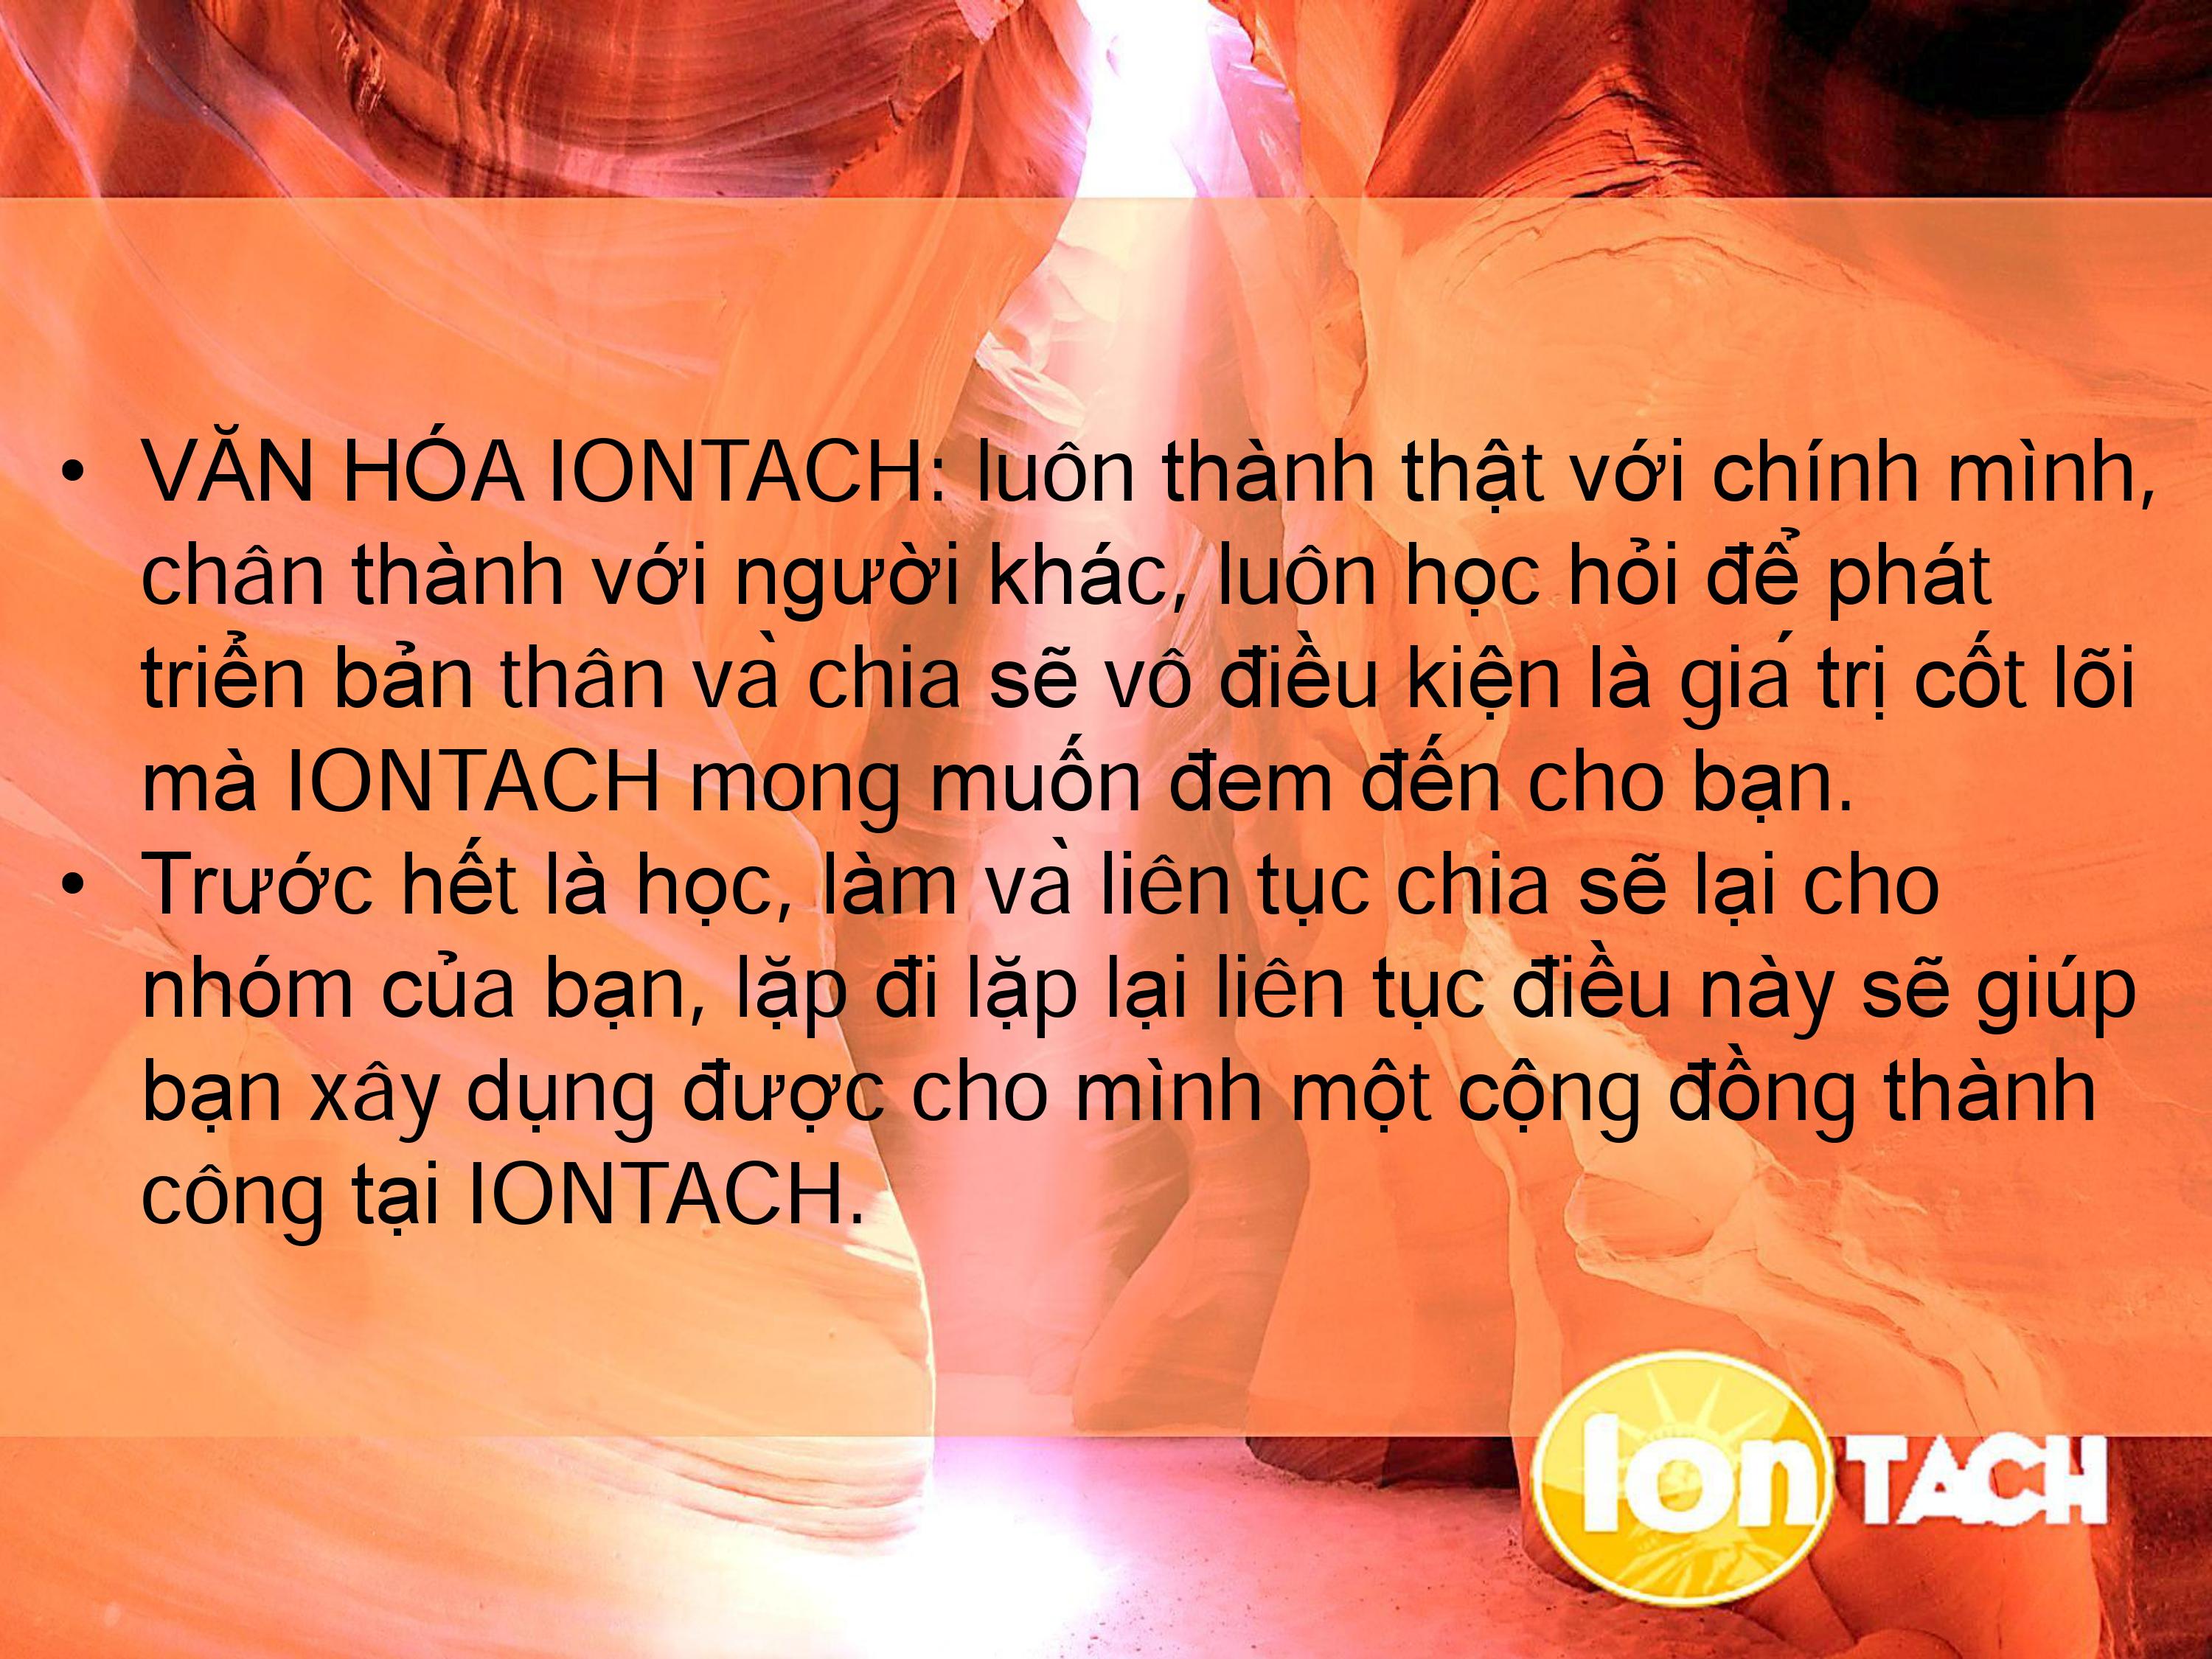 • VĂN HÓA IONTACH: luôn thành thật với chính mình,
chân thành với người khác, luôn học hỏi để phát
triển bản thân và chia sẽ vô điều kiện là giá trị cốt lõi
mà IONTACH mong muốn đem đến cho bạn.
• Trước hết là học, làm và liên tục chia sẽ lại cho
nhóm của bạn, lặp đi lặp lại liên tục điều này sẽ giúp
bạn xây dụng được cho mình một cộng đồng thành
công tại IONTACH.
Ion TACH